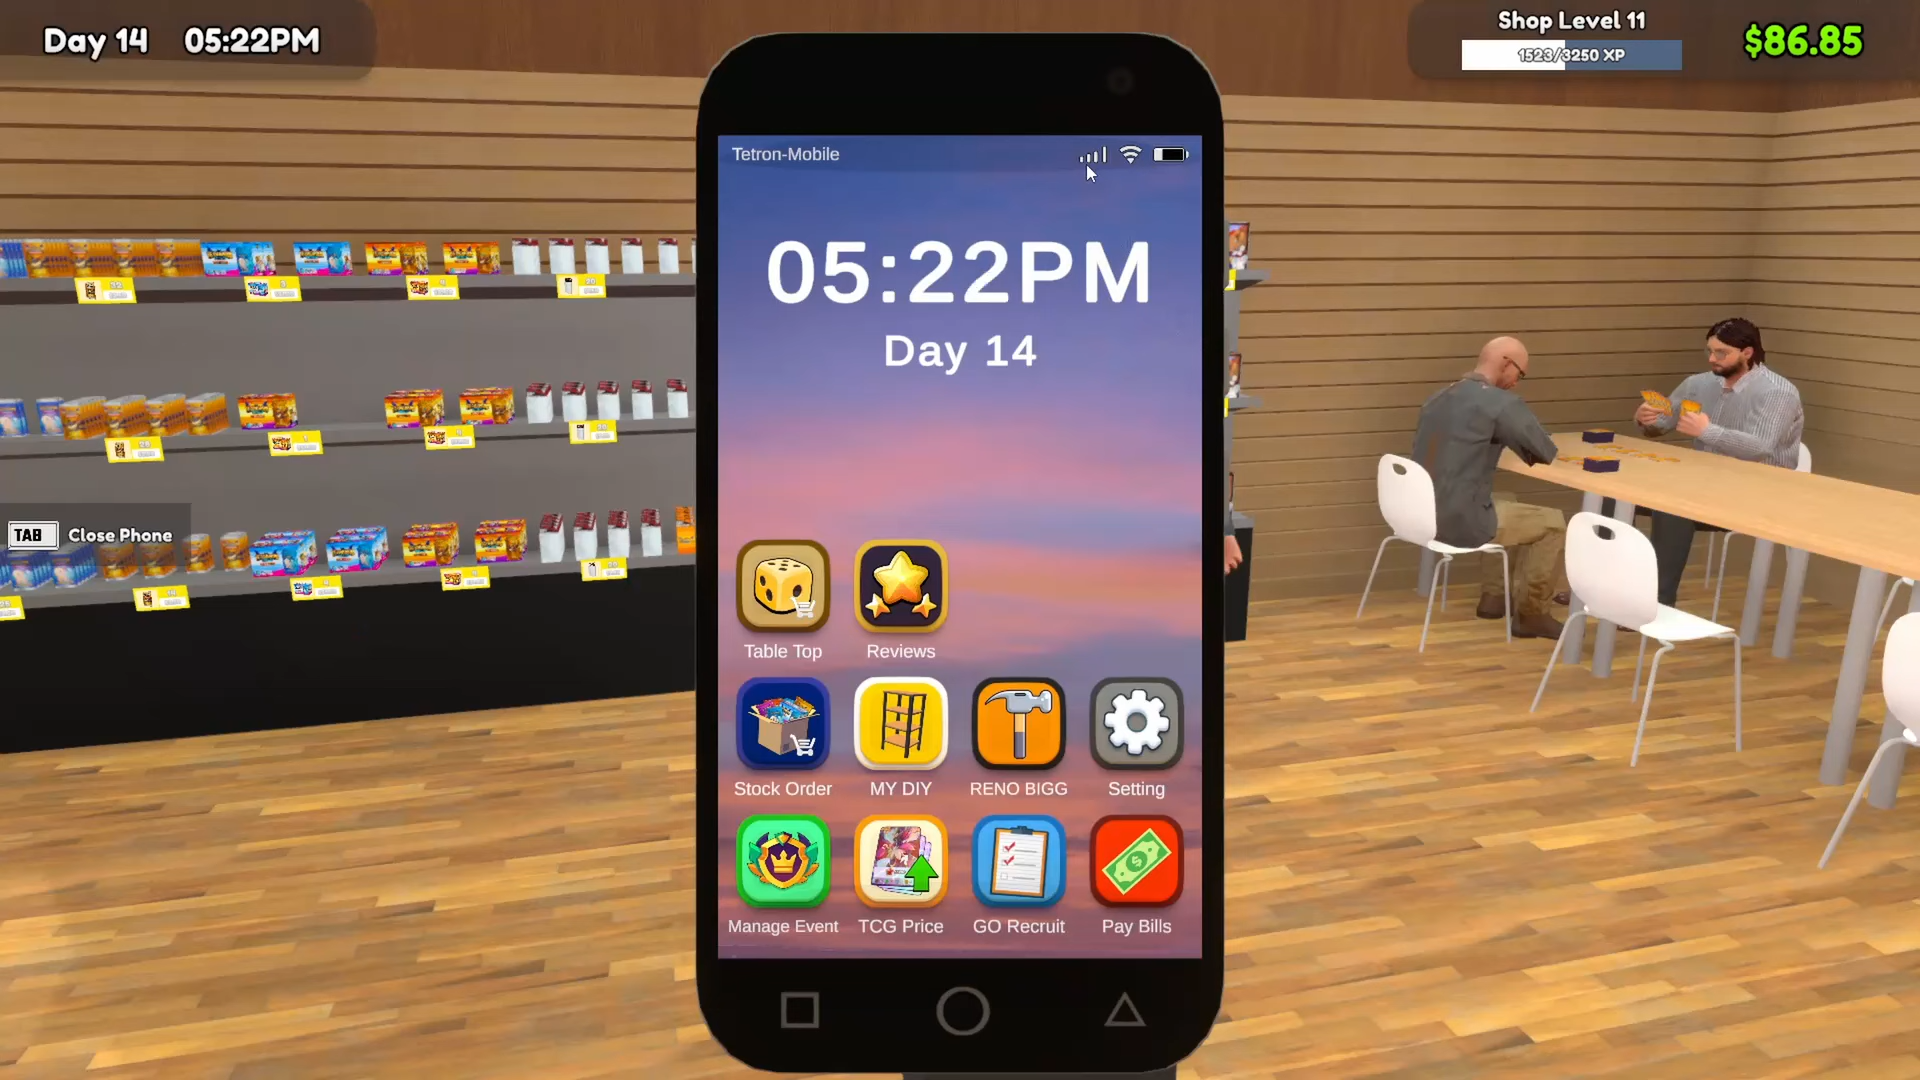 Day 14 05:22PM
Shop Level 11
1523/3250 XP
$86.85
Tetron-Mobile
05:22PM
Day 14
TAB Close Phone
Table Top Reviews
Stock Order MY DIY RENO BIGG Setting
Manage Event TCG Price GO Recruit Pay Bills